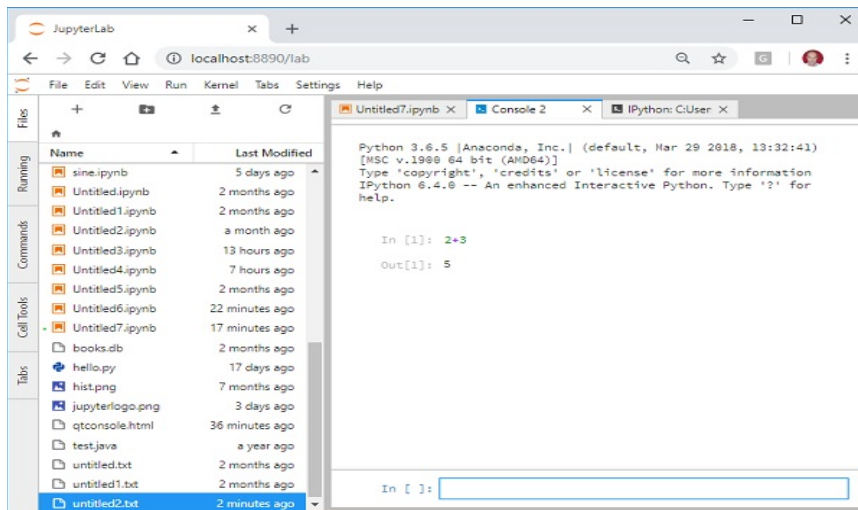 JupyterLab
localhost:8890/lab
File Edit View Run Kernel Tabs Settings Help
Files
Running
Commands
Cell Tools
Tabs
Name Last Modified
sine.ipynb 5 days ago
Untitled.ipynb 2 months ago
Untitled1.ipynb 2 months ago
Untitled2.ipynb a month ago
Untitled3.ipynb 13 hours ago
Untitled4.ipynb 7 hours ago
Untitled5.ipynb 2 months ago
Untitled6.ipynb 22 minutes ago
Untitled7.ipynb 17 minutes ago
books.db 2 months ago
hello.py 17 days ago
hist.png 7 months ago
jupyterlogo.png 3 days ago
qtconsole.html 36 minutes ago
test.java a year ago
untitled.txt 2 months ago
untitled1.txt 2 months ago
untitled2.txt 2 minutes ago
Untitled7.ipynb Console 2 IPython: C:User
Python 3.6.5 |Anaconda, Inc.| (default, Mar 29 2018, 13:32:41)
[MSC v.1900 64 bit (AMD64)]
Type 'copyright', 'credits' or 'license' for more information
IPython 6.4.0 -- An enhanced Interactive Python. Type '?' for
help.
In [1]: 2+3
Out[1]: 5
In [ ]: